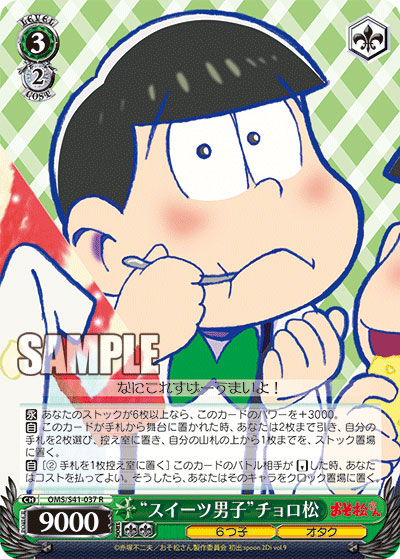 LEVEL
3
2
COST
SAMPLE
なにこれすげーうまいよ！
永 あなたのストックが6枚以上なら、このカードのパワーを＋3000。
自 このカードが手札から舞台に置かれた時、あなたは2枚まで引き、自分の
手札を2枚選び、控え室に置き、自分の山札の上から1枚までを、ストック置場
に置く。
自 ［② 手札を1枚控え室に置く］ このカードのバトル相手が した時、あなた
はコストを払ってよい。そうしたら、あなたはそのキャラをクロック置場に置く。
CH OMS/S41-037 R
9000
“スイーツ男子”チョロ松
おそ松さん
6つ子
オタク
©赤塚不二夫／おそ松さん製作委員会 初出:spoon.2Di vol.9